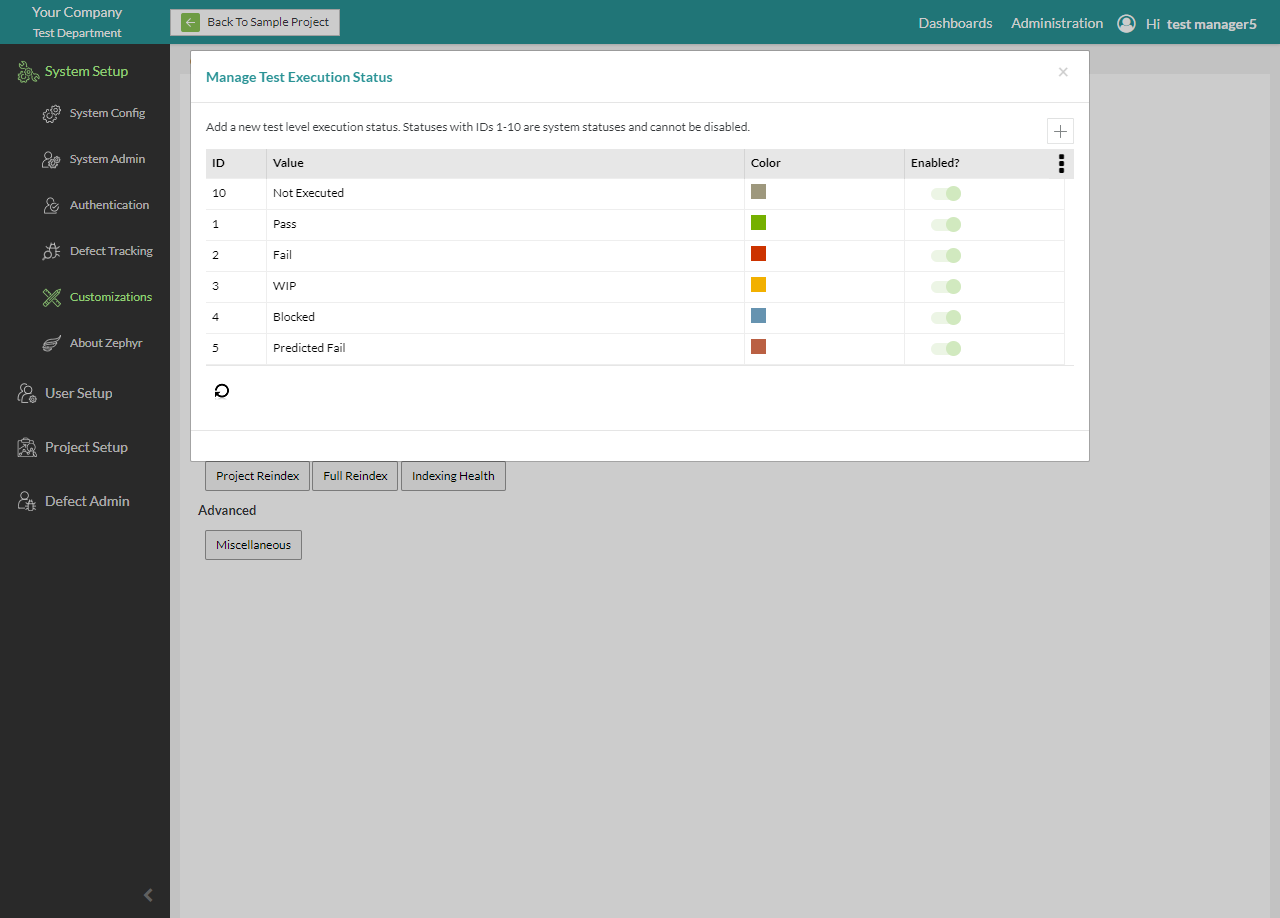 Your Company
Test Department
Back To Sample Project
Dashboards
Administration
Hi test manager5
System Setup
System Config
System Admin
Authentication
Defect Tracking
Customizations
About Zephyr
User Setup
Project Setup
Defect Admin
Manage Test Execution Status
×
Add a new test level execution status. Statuses with IDs 1-10 are system statuses and cannot be disabled.
ID Value Color Enabled?
10 Not Executed
1 Pass
2 Fail
3 WIP
4 Blocked
5 Predicted Fail
Project Reindex Full Reindex Indexing Health
Advanced
Miscellaneous